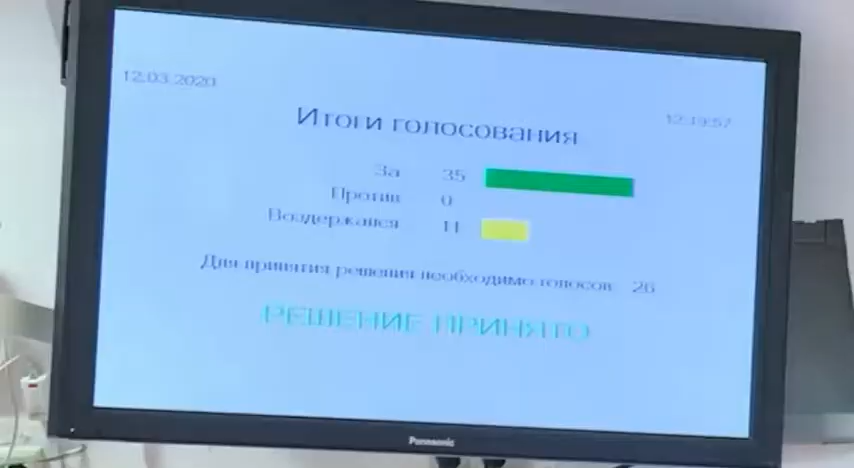 12.03.2020
12:19:57
Итоги голосования
За 35
Против 0
Воздержался 11
Для принятия решения необходимо голосов 26
РЕШЕНИЕ ПРИНЯТО
Panasonic